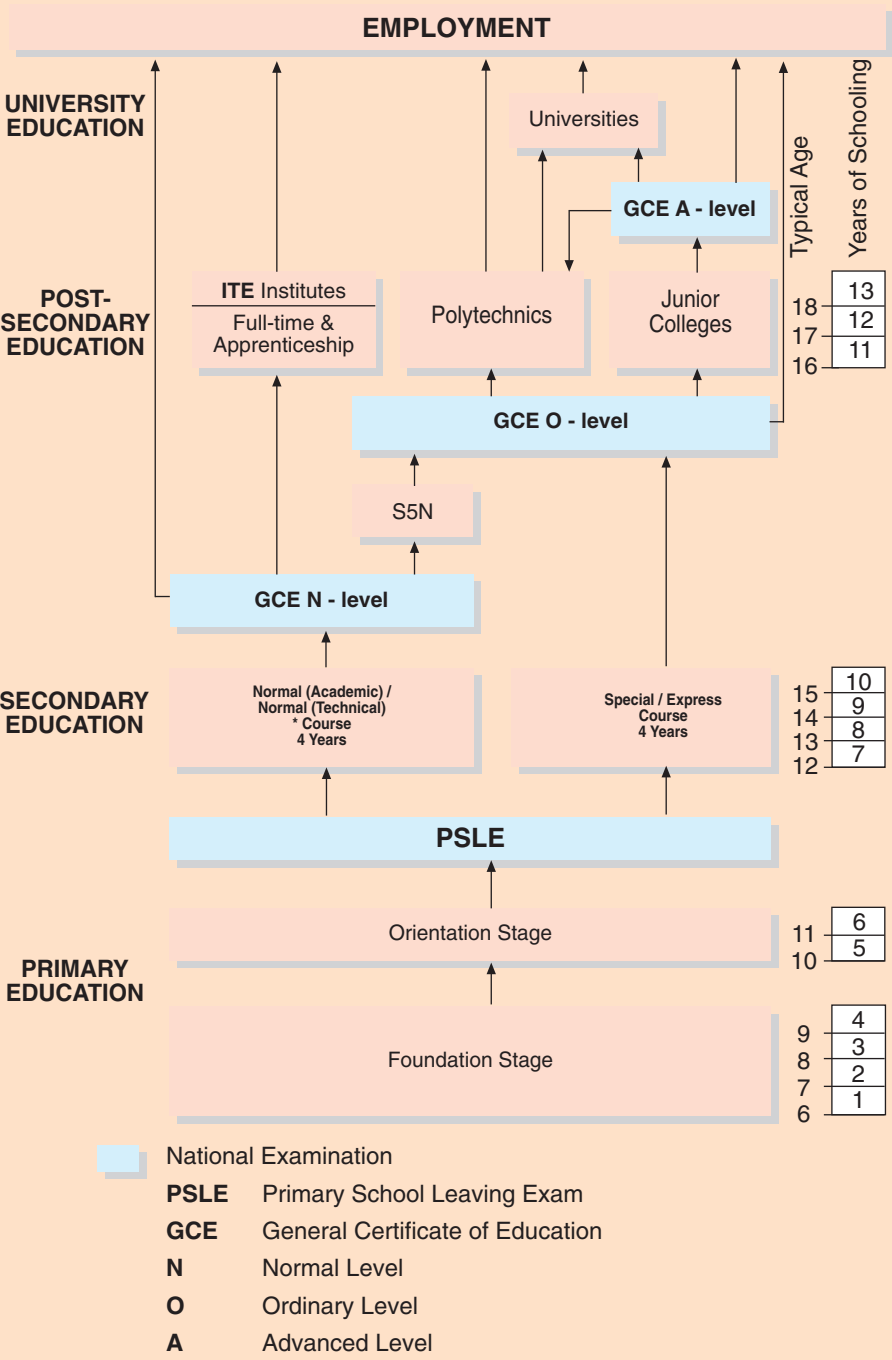 EMPLOYMENT
UNIVERSITY
EDUCATION
Universities
Typical Age
Years of Schooling
GCE A - level
POST-
SECONDARY
EDUCATION
ITE Institutes
Full-time &
Apprenticeship
Polytechnics
Junior
Colleges
13
18
12
17
11
16
GCE O - level
S5N
GCE N - level
SECONDARY
EDUCATION
Normal (Academic) /
Normal (Technical)
* Course
4 Years
Special / Express
Course
4 Years
10
15
9
14
8
13
7
12
PSLE
PRIMARY
EDUCATION
Orientation Stage
6
11
5
10
Foundation Stage
4
9
3
8
2
7
1
6
National Examination
PSLE Primary School Leaving Exam
GCE General Certificate of Education
N Normal Level
O Ordinary Level
A Advanced Level